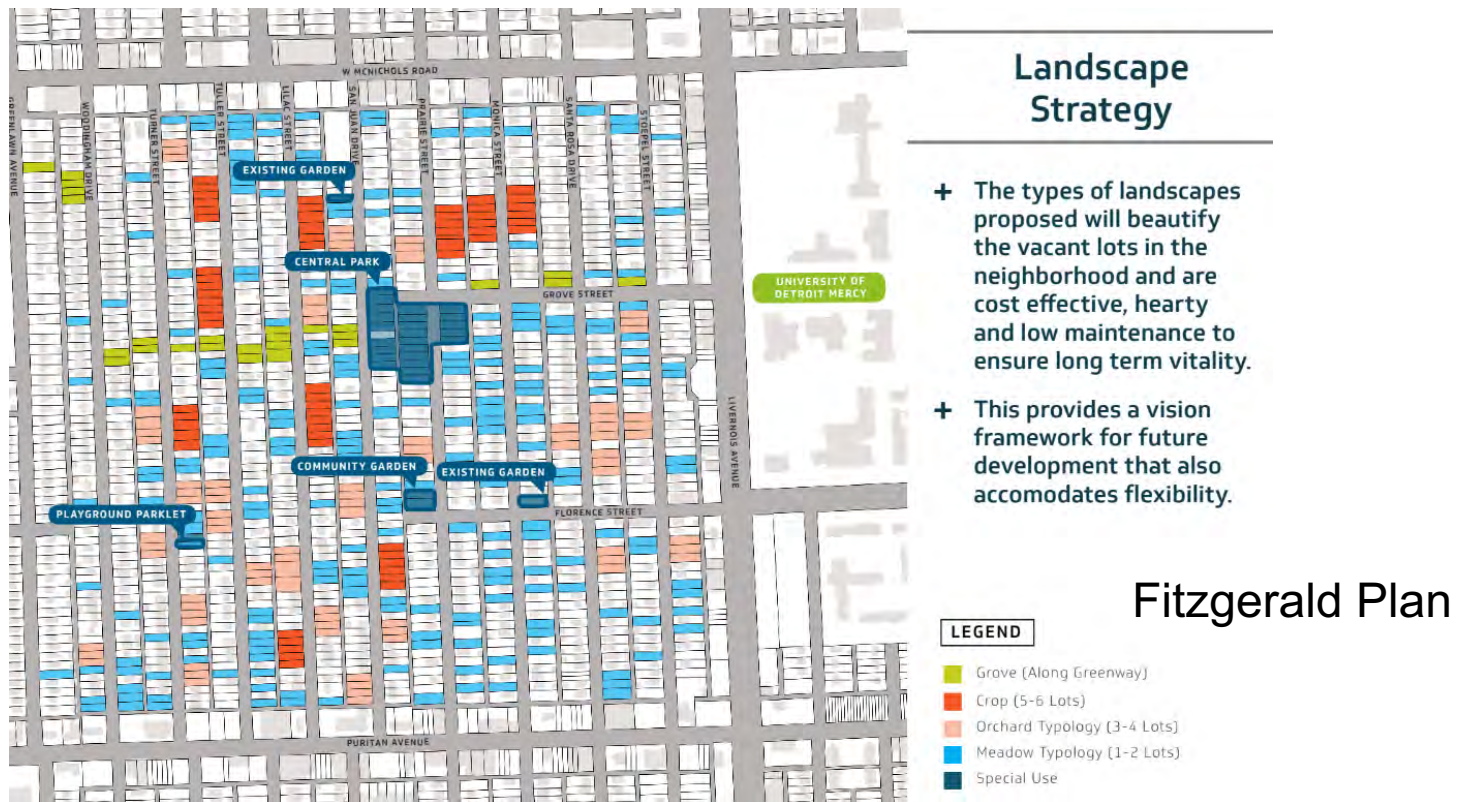 W MCNICHOLS ROAD
GREENLAWN AVENUE
WOODINGHAM DRIVE
TURNER STREET
TULLER STREET
LILAC STREET
SAN JUAN DRIVE
PRAIRIE STREET
MONICA STREET
SANTA ROSA DRIVE
STOEPEL STREET
EXISTING GARDEN
CENTRAL PARK
GROVE STREET
UNIVERSITY OF
DETROIT MERCY
LIVERNOIS AVENUE
COMMUNITY GARDEN
EXISTING GARDEN
PLAYGROUND PARKLET
FLORENCE STREET
PURITAN AVENUE
Landscape
Strategy
+ The types of landscapes
proposed will beautify
the vacant lots in the
neighborhood and are
cost effective, hearty
and low maintenance to
ensure long term vitality.
+ This provides a vision
framework for future
development that also
accomodates flexibility.
Fitzgerald Plan
LEGEND
Grove (Along Greenway)
Crop (5-6 Lots)
Orchard Typology (3-4 Lots)
Meadow Typology (1-2 Lots)
Special Use